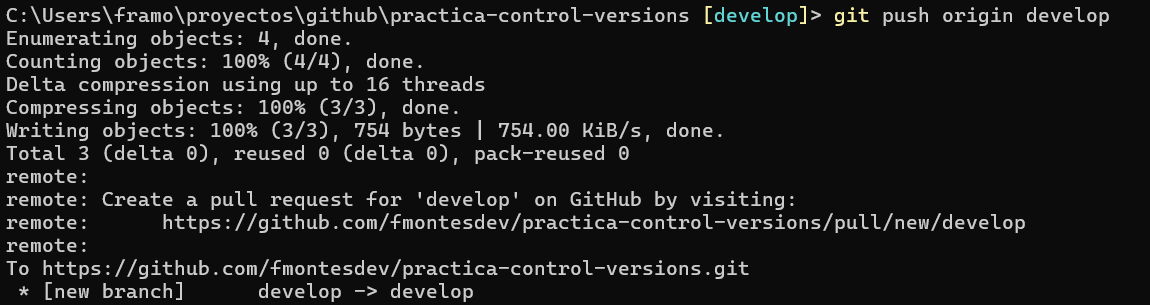 C:\Users\framo\proyectos\github\practica-control-versions [develop]> git push origin develop
Enumerating objects: 4, done.
Counting objects: 100% (4/4), done.
Delta compression using up to 16 threads
Compressing objects: 100% (3/3), done.
Writing objects: 100% (3/3), 754 bytes | 754.00 KiB/s, done.
Total 3 (delta 0), reused 0 (delta 0), pack-reused 0
remote:
remote: Create a pull request for 'develop' on GitHub by visiting:
remote:      https://github.com/fmontesdev/practica-control-versions/pull/new/develop
remote:
To https://github.com/fmontesdev/practica-control-versions.git
 * [new branch]      develop -> develop